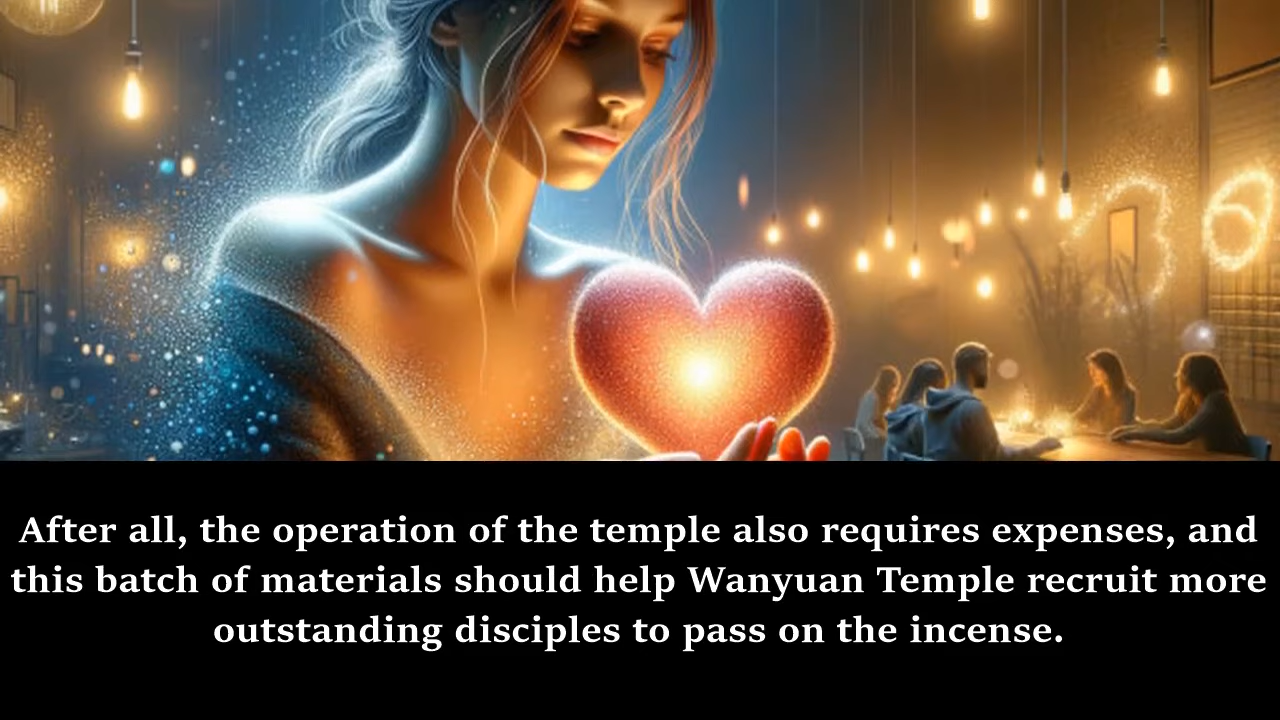 After all, the operation of the temple also requires expenses, and
this batch of materials should help Wanyuan Temple recruit more
outstanding disciples to pass on the incense.